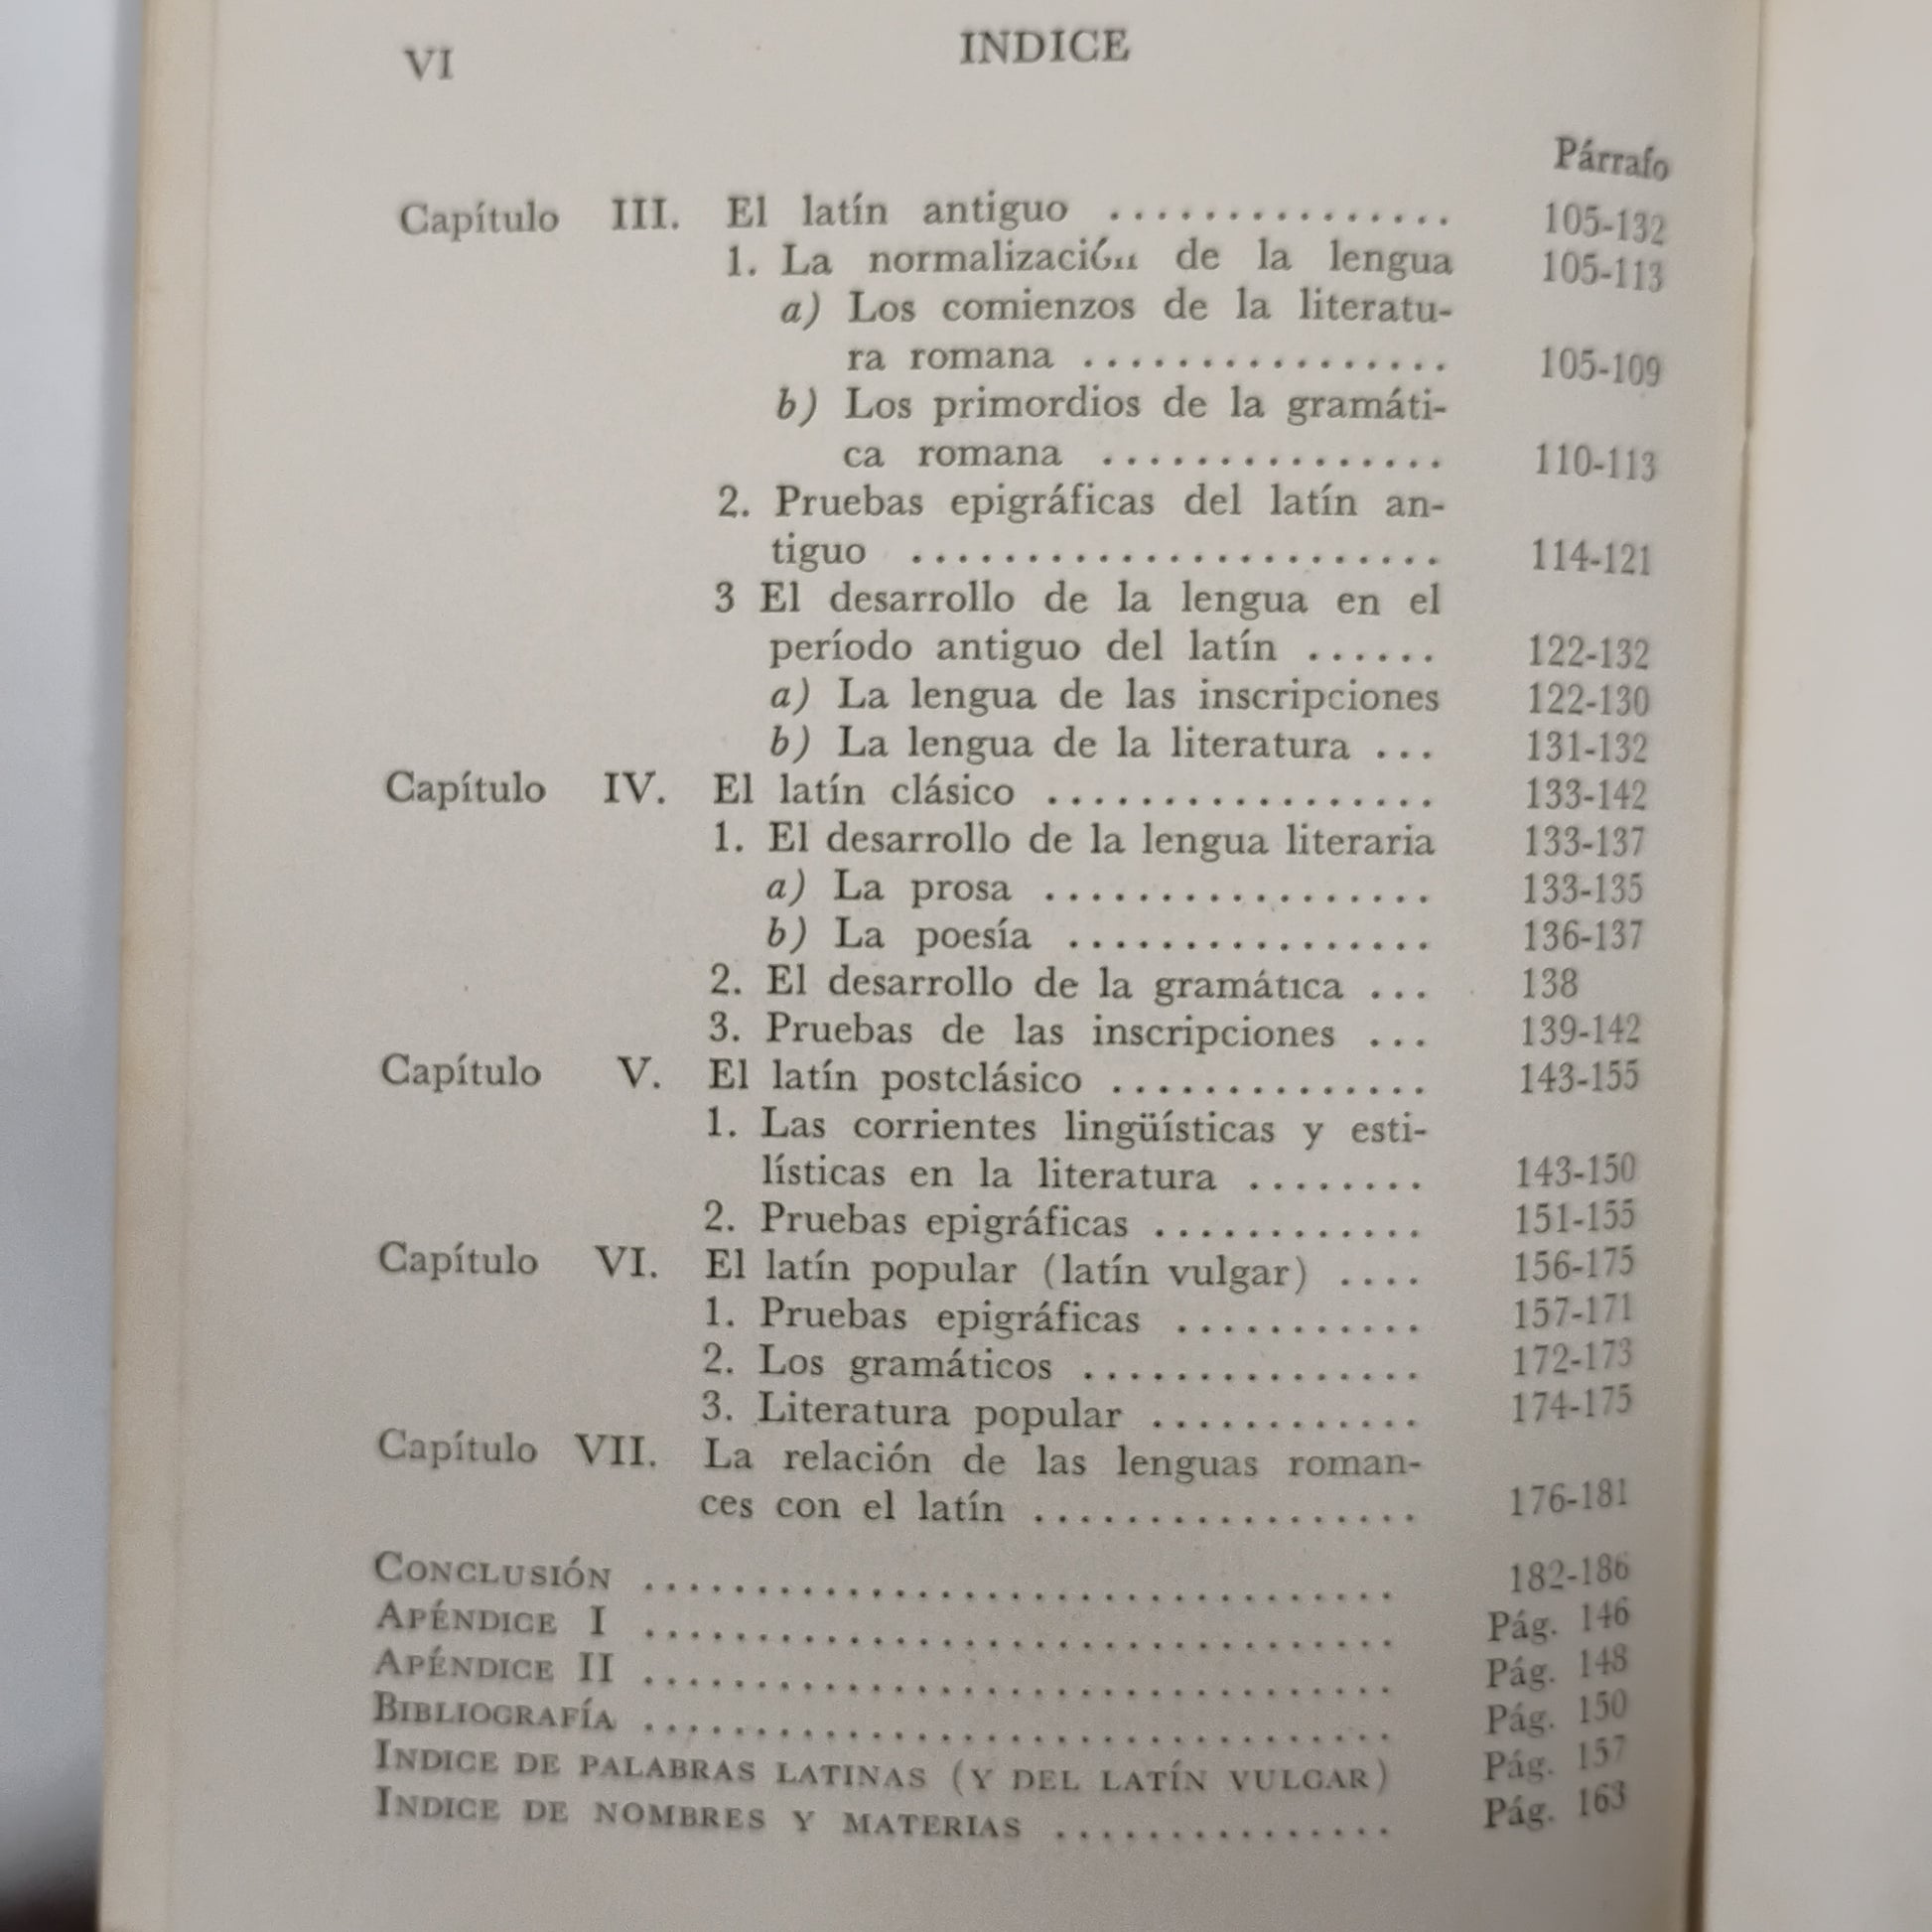 VI INDICE
Párrafo
Capítulo III. El latín antiguo ............... 105-132
1. La normalización de la lengua 105-113
a) Los comienzos de la literatu-
ra romana ................ 105-109
b) Los primordios de la gramáti-
ca romana ............... 110-113
2. Pruebas epigráficas del latín an-
tiguo ....................... 114-121
3 El desarrollo de la lengua en el
período antiguo del latín ...... 122-132
a) La lengua de las inscripciones 122-130
b) La lengua de la literatura ... 131-132
Capítulo IV. El latín clásico ................. 133-142
1. El desarrollo de la lengua literaria 133-137
a) La prosa ................. 133-135
b) La poesía ................ 136-137
2. El desarrollo de la gramática ... 138
3. Pruebas de las inscripciones ... 139-142
Capítulo V. El latín postclásico .............. 143-155
1. Las corrientes lingüísticas y esti-
lísticas en la literatura ........ 143-150
2. Pruebas epigráficas ............ 151-155
Capítulo VI. El latín popular (latín vulgar) .... 156-175
1. Pruebas epigráficas ........... 157-171
2. Los gramáticos ............... 172-173
3. Literatura popular ............ 174-175
Capítulo VII. La relación de las lenguas roman-
ces con el latín ................. 176-181
CONCLUSIÓN ................................. 182-186
APÉNDICE I ................................. Pág. 146
APÉNDICE II ................................. Pág. 148
BIBLIOGRAFÍA ................................. Pág. 150
INDICE DE PALABRAS LATINAS (Y DEL LATÍN VULGAR) Pág. 157
INDICE DE NOMBRES Y MATERIAS ............... Pág. 163